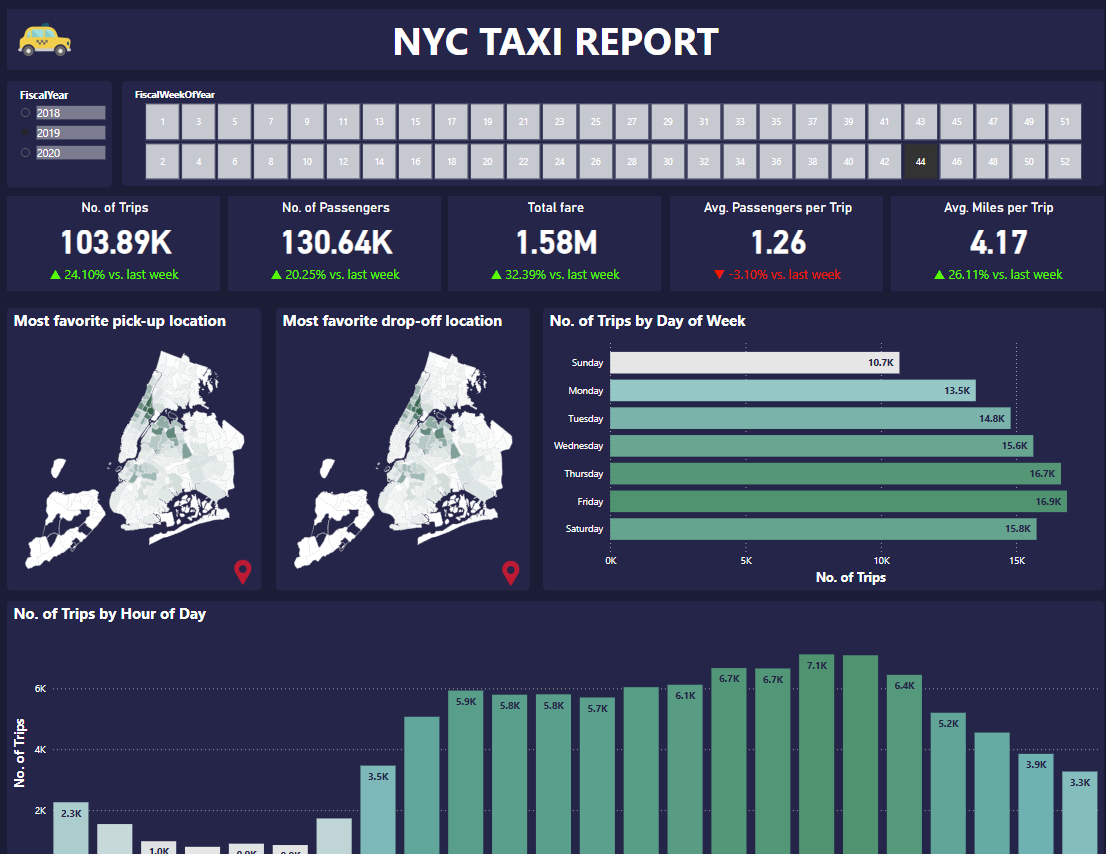 NYC TAXI REPORT
FiscalYear
2018
2019
2020
FiscalWeekOfYear
1 3 5 7 9 11 13 15 17 19 21 23 25 27 29 31 33 35 37 39 41 43 45 47 49 51
2 4 6 8 10 12 14 16 18 20 22 24 26 28 30 32 34 36 38 40 42 44 46 48 50 52
No. of Trips
103.89K
▲ 24.10% vs. last week
No. of Passengers
130.64K
▲ 20.25% vs. last week
Total fare
1.58M
▲ 32.39% vs. last week
Avg. Passengers per Trip
1.26
▼ -3.10% vs. last week
Avg. Miles per Trip
4.17
▲ 26.11% vs. last week
Most favorite pick-up location
Most favorite drop-off location
No. of Trips by Day of Week
Sunday 10.7K
Monday 13.5K
Tuesday 14.8K
Wednesday 15.6K
Thursday 16.7K
Friday 16.9K
Saturday 15.8K
0K 5K 10K 15K
No. of Trips
No. of Trips by Hour of Day
No. of Trips
6K
4K
2K
2.3K 1.0K 3.5K 5.9K 5.8K 5.8K 5.7K 6.1K 6.7K 6.7K 7.1K 6.4K 5.2K 3.9K 3.3K